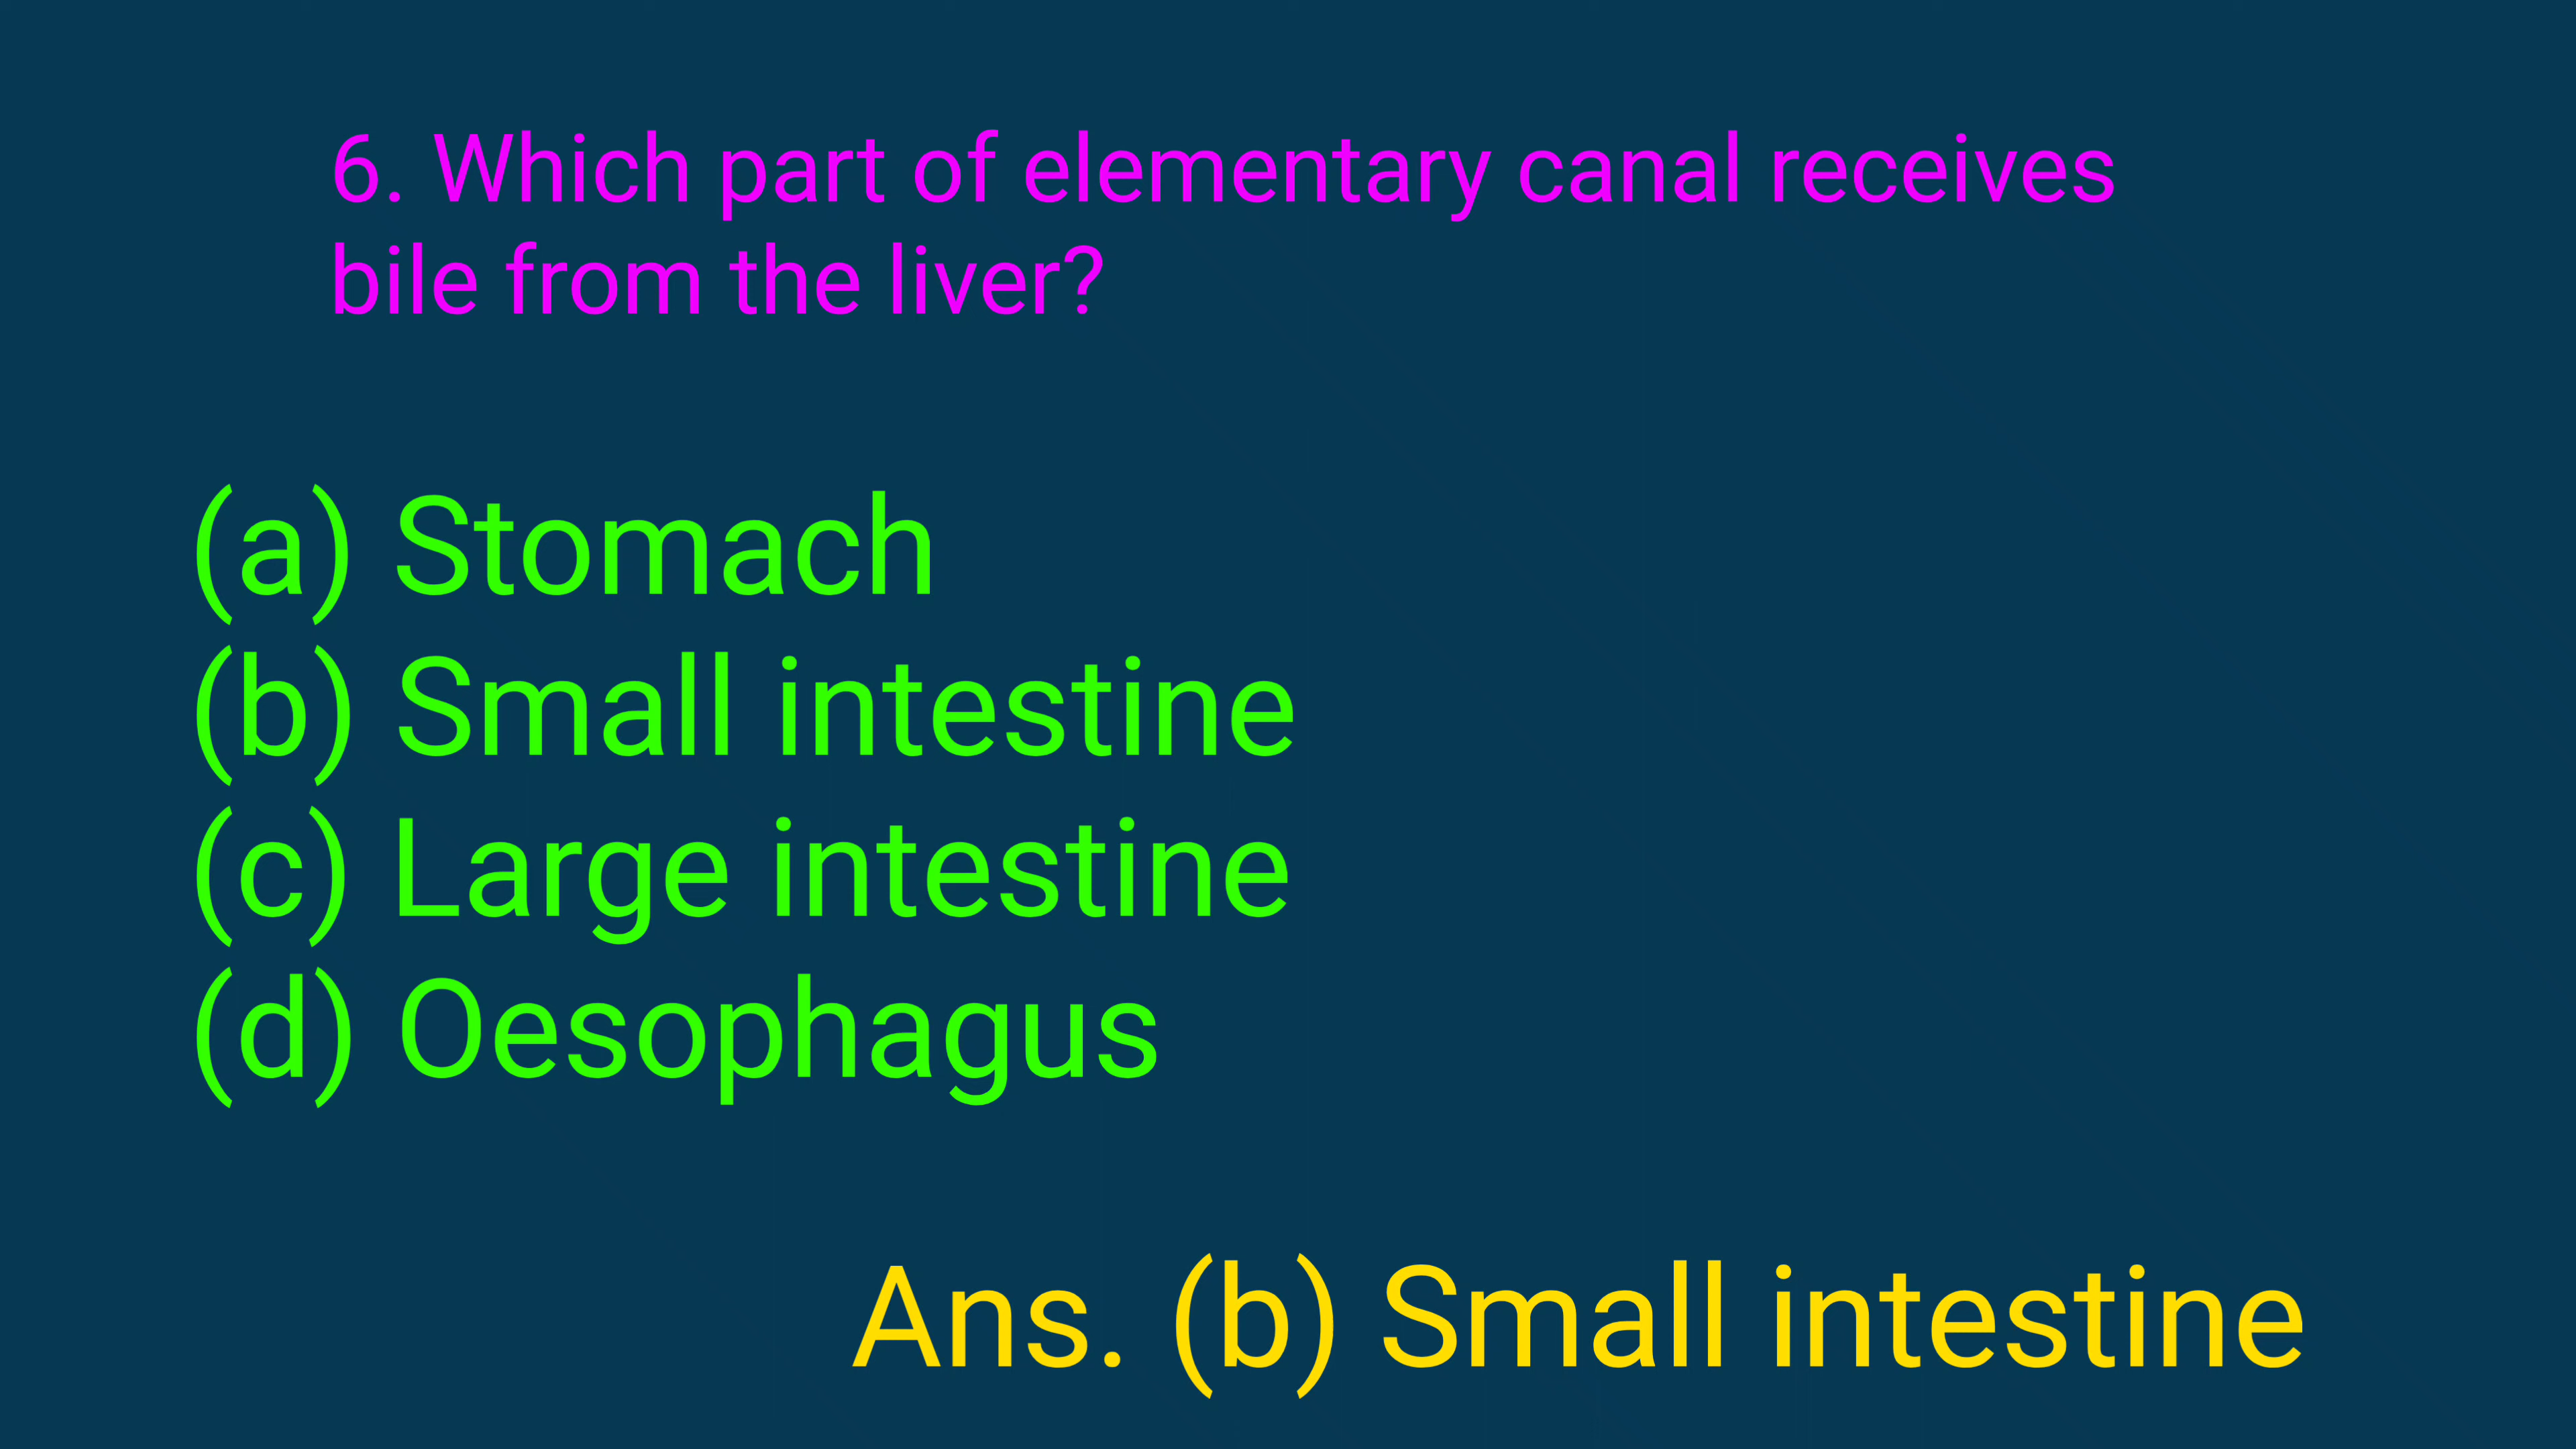 6. Which part of elementary canal receives
bile from the liver?
(a) Stomach
(b) Small intestine
(c) Large intestine
(d) Oesophagus
Ans. (b) Small intestine